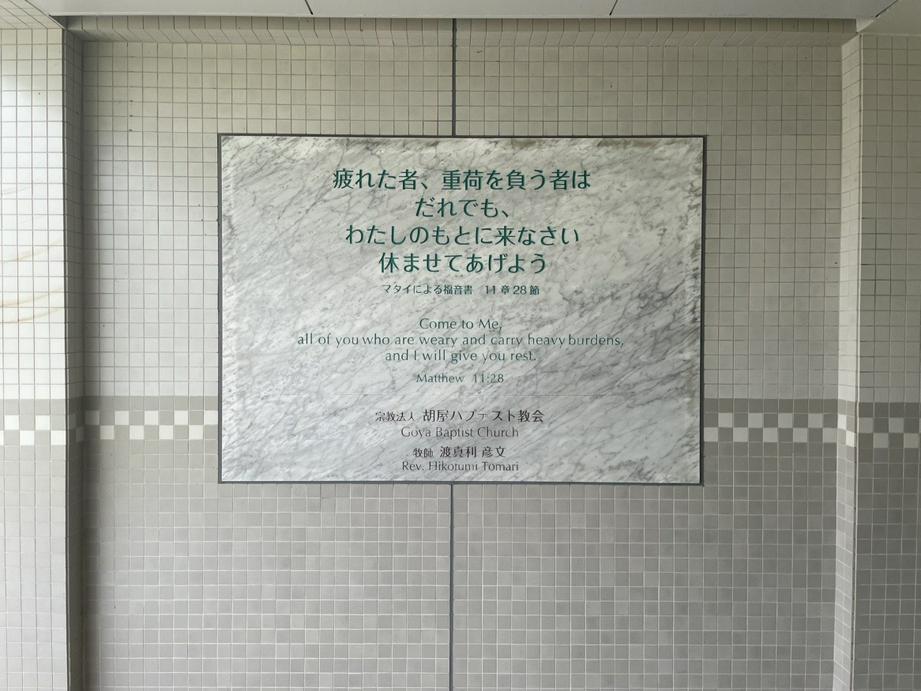 疲れた者、重荷を負う者は
だれでも、
わたしのもとに来なさい
休ませてあげよう
マタイによる福音書 11章28節
Come to Me,
all of you who are weary and carry heavy burdens,
and I will give you rest.
Matthew 11:28
宗教法人 胡屋バプテスト教会
Goya Baptist Church
牧師 渡真利 彦文
Rev. Hikofumi Tomari